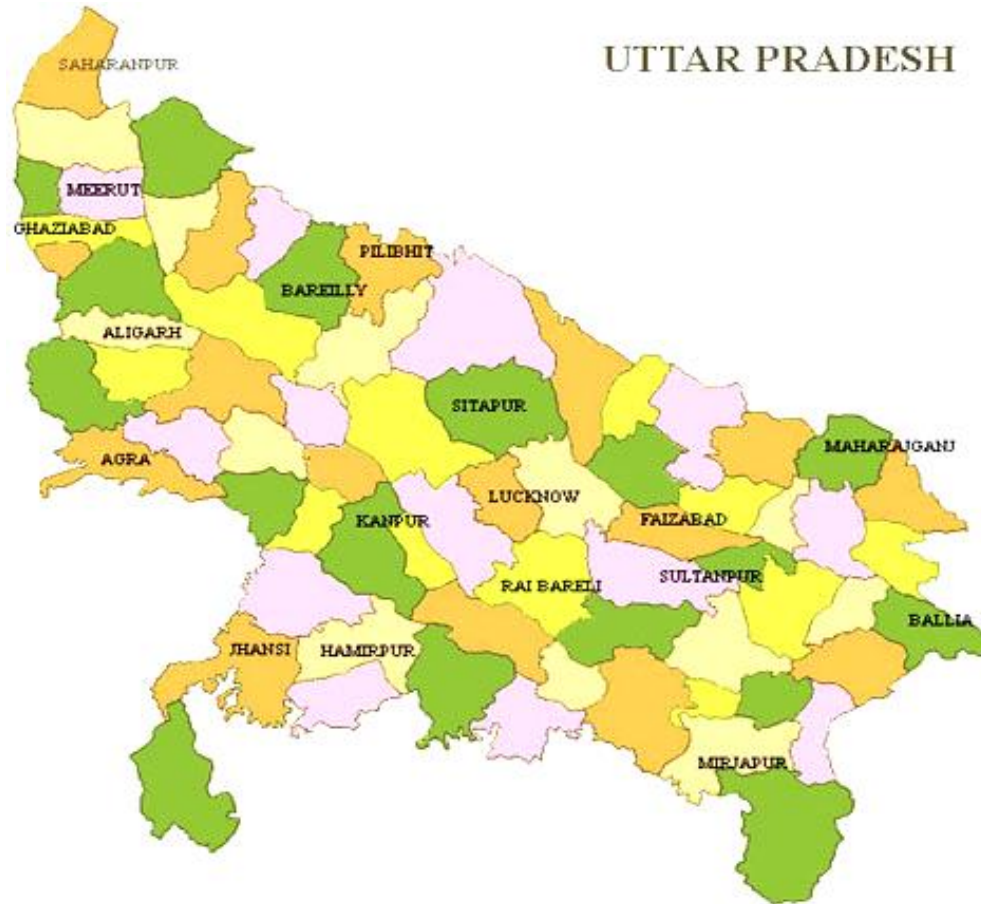 UTTAR PRADESH
SAHARANPUR
MEERUT
GHAZIABAD
PILIBHIT
BAREILLY
ALIGARH
SITAPUR
AGRA
MAHARAJGANJ
LUCKNOW
KANPUR
FAIZABAD
SULTANPUR
RAI BARELI
BALLIA
JHANSI
HAMIRPUR
MIRJAPUR